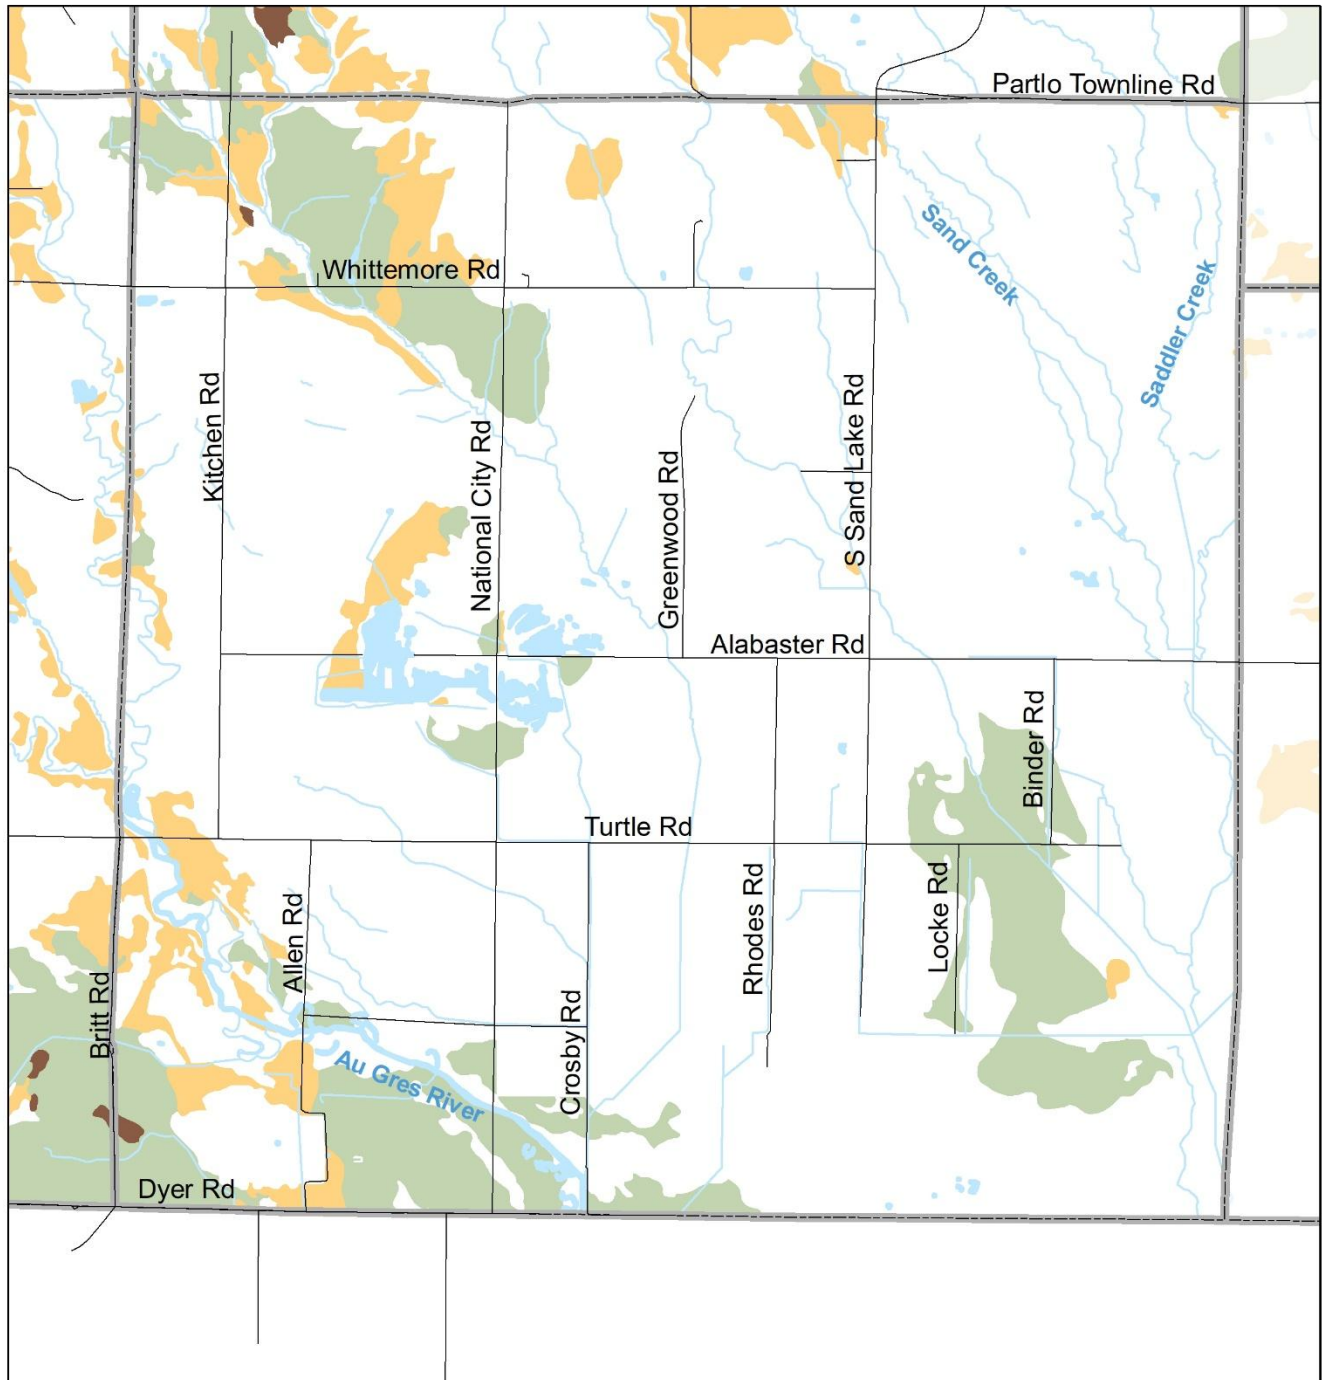 Partlo Townline Rd
Sand Creek
Whittemore Rd
Saddler Creek
Kitchen Rd
National City Rd
Greenwood Rd
S Sand Lake Rd
Alabaster Rd
Binder Rd
Turtle Rd
Allen Rd
Rhodes Rd
Locke Rd
Britt Rd
Crosby Rd
Au Gres River
Dyer Rd